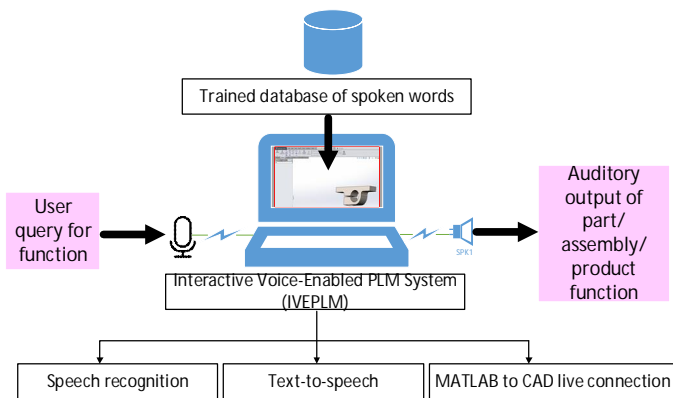 Trained database of spoken words
User
query for
function
SPK1
Auditory
output of
part/
assembly/
product
function
Interactive Voice-Enabled PLM System
(IVEPLM)
Speech recognition
Text-to-speech
MATLAB to CAD live connection